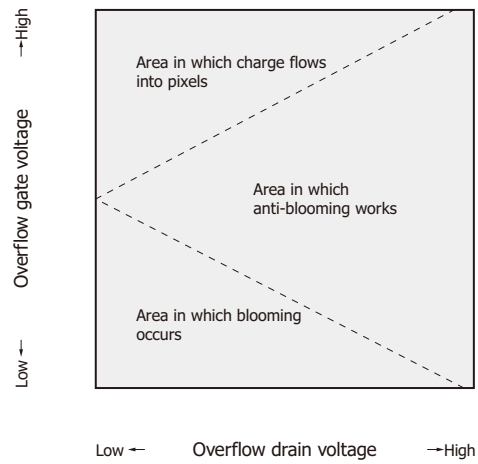 →High
Overflow gate voltage
Low←
Area in which charge flows
into pixels
Area in which
anti-blooming works
Area in which blooming
occurs
Low ← Overflow drain voltage →High